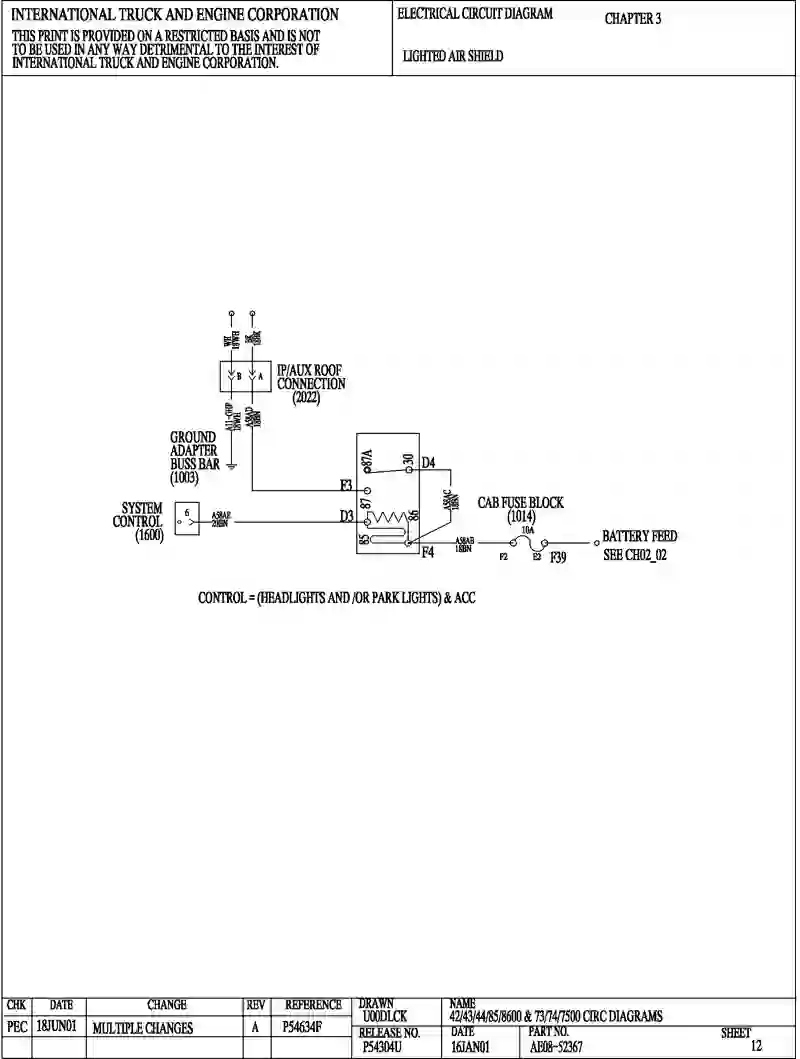 INTERNATIONAL TRUCK AND ENGINE CORPORATION
THIS PRINT IS PROVIDED ON A RESTRICTED BASIS AND IS NOT
TO BE USED IN ANY WAY DETRIMENTAL TO THE INTEREST OF
INTERNATIONAL TRUCK AND ENGINE CORPORATION.
ELECTRICAL CIRCUIT DIAGRAM
CHAPTER 3
LIGHTED AIR SHIELD
WH
18WH
BK
18BK
B
A
IP/AUX ROOF
CONNECTION
(2022)
A11-GHP
18WH
A58AD
18BN
GROUND
ADAPTER
BUSS BAR
(1003)
87A
30
D4
F3
87
A58AC
18BN
SYSTEM
CONTROL
(1600)
6
A58AE
20BN
D3
86
85
F4
CAB FUSE BLOCK
(1014)
10A
A58AB
18BN
F2
E2
F39
BATTERY FEED
SEE CH02_02
CONTROL = (HEADLIGHTS AND /OR PARK LIGHTS) & ACC
CHK DATE CHANGE REV REFERENCE
PEC 18JUN01 MULTIPLE CHANGES A P54634F
DRAWN
U00DLCK
NAME
42/43/44/85/8600 & 73/74/7500 CIRC DIAGRAMS
RELEASE NO.
P54304U
DATE
16JAN01
PART NO.
AE08-52367
SHEET
12